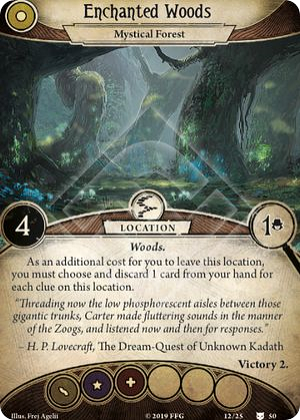 Enchanted Woods
Mystical Forest
4
LOCATION
1
Woods.
As an additional cost for you to leave this location,
you must choose and discard 1 card from your hand for
each clue on this location.
"Threading now the low phosphorescent aisles between those
gigantic trunks, Carter made fluttering sounds in the manner
of the Zoogs, and listened now and then for responses."
– H. P. Lovecraft, The Dream-Quest of Unknown Kadath
Victory 2.
Illus. Frej Agelii
© 2019 FFG
12/25
50